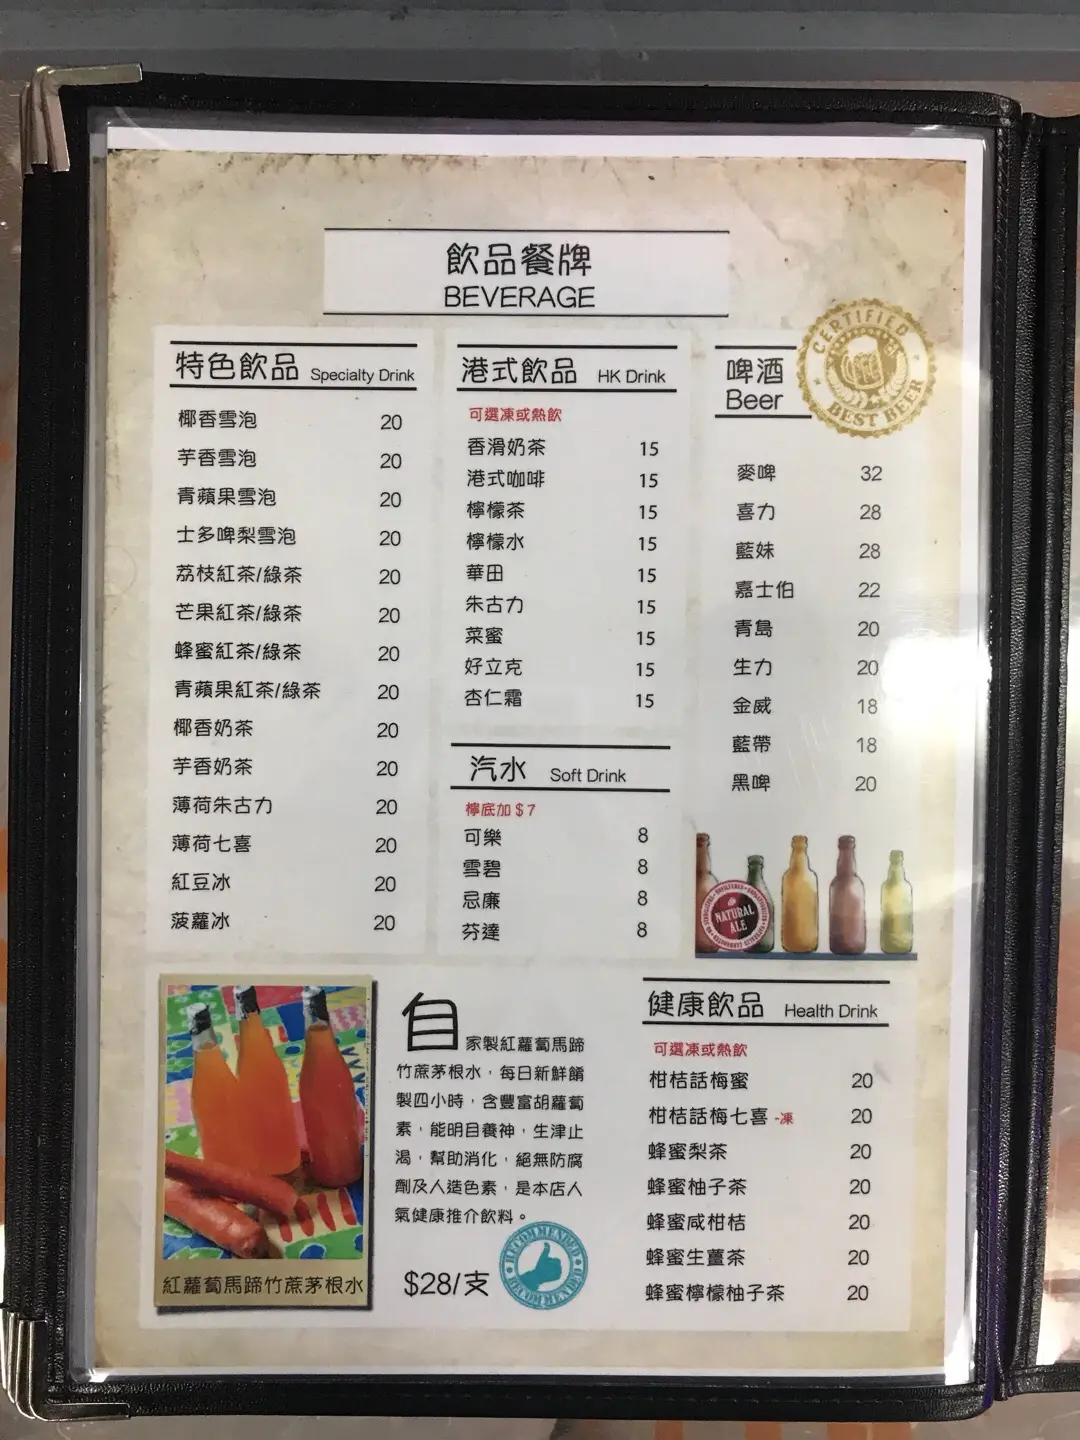 飲品餐牌
BEVERAGE
特色飲品 Specialty Drink
椰香雪泡 20
芋香雪泡 20
青蘋果雪泡 20
士多啤梨雪泡 20
荔枝紅茶/綠茶 20
芒果紅茶/綠茶 20
蜂蜜紅茶/綠茶 20
青蘋果紅茶/綠茶 20
椰香奶茶 20
芋香奶茶 20
薄荷朱古力 20
薄荷七喜 20
紅豆冰 20
菠蘿冰 20
港式飲品 HK Drink
可選凍或熱飲
香滑奶茶 15
港式咖啡 15
檸檬茶 15
檸檬水 15
華田 15
朱古力 15
菜蜜 15
好立克 15
杏仁霜 15
汽水 Soft Drink
檸底加$7
可樂 8
雪碧 8
忌廉 8
芬達 8
啤酒
Beer
CERTIFIED
BEST BEER
麥啤 32
喜力 28
藍妹 28
嘉士伯 22
青島 20
生力 20
金威 18
藍帶 18
黑啤 20
NATURAL
ALE
紅蘿蔔馬蹄竹蔗茅根水
自家製紅蘿蔔馬蹄
竹蔗茅根水，每日新鮮餚
製四小時，含豐富胡蘿蔔
素，能明目養神，生津止
渴，幫助消化，絕無防腐
劑及人造色素，是本店人
氣健康推介飲料。
$28/支
RECOMMENDED
RECOMMENDED
健康飲品 Health Drink
可選凍或熱飲
柑桔話梅蜜 20
柑桔話梅七喜 -凍 20
蜂蜜梨茶 20
蜂蜜柚子茶 20
蜂蜜咸柑桔 20
蜂蜜生薑茶 20
蜂蜜檸檬柚子茶 20